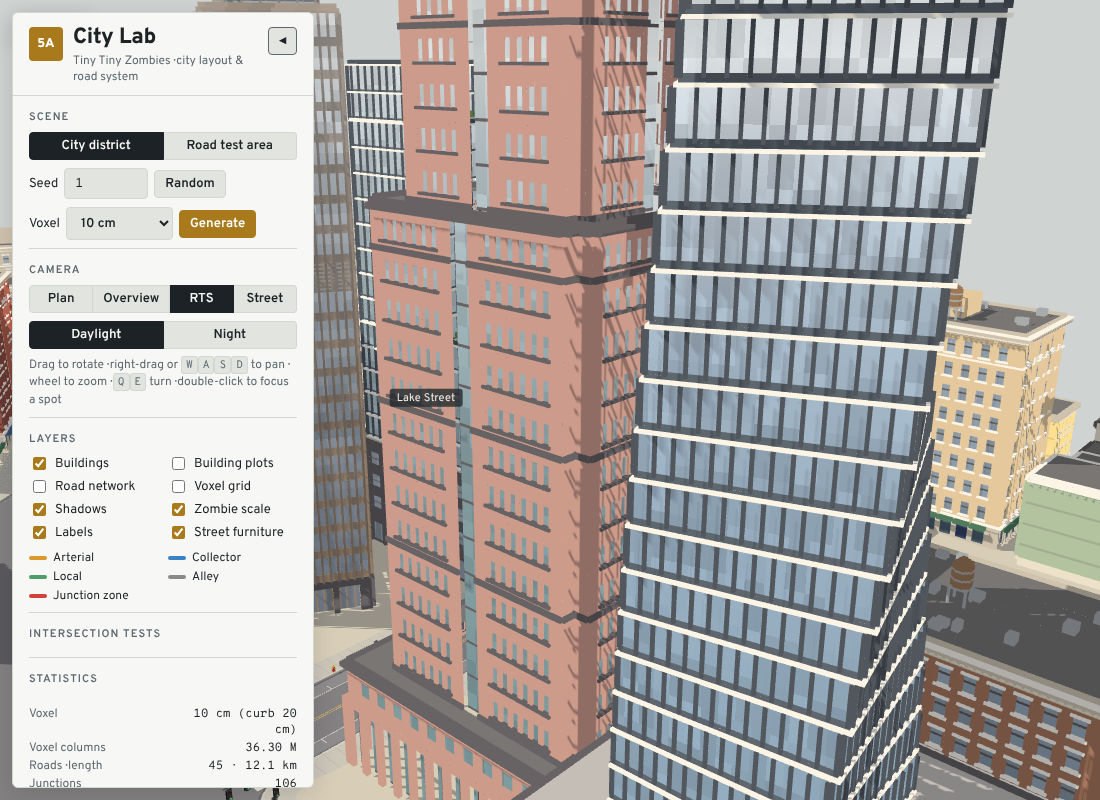 5A
City Lab
◄
Tiny Tiny Zombies · city layout &
road system
SCENE
City district
Road test area
Seed
1
Random
Voxel
10 cm
Generate
CAMERA
Plan
Overview
RTS
Street
Daylight
Night
Drag to rotate · right-drag or W A S D to pan ·
wheel to zoom · Q E turn · double-click to focus
a spot
LAYERS
Buildings
Building plots
Road network
Voxel grid
Shadows
Zombie scale
Labels
Street furniture
Arterial
Collector
Local
Alley
Junction zone
INTERSECTION TESTS
STATISTICS
Voxel
10 cm (curb 20
cm)
Voxel columns
36.30 M
Roads · length
45 · 12.1 km
Junctions
106
Lake Street